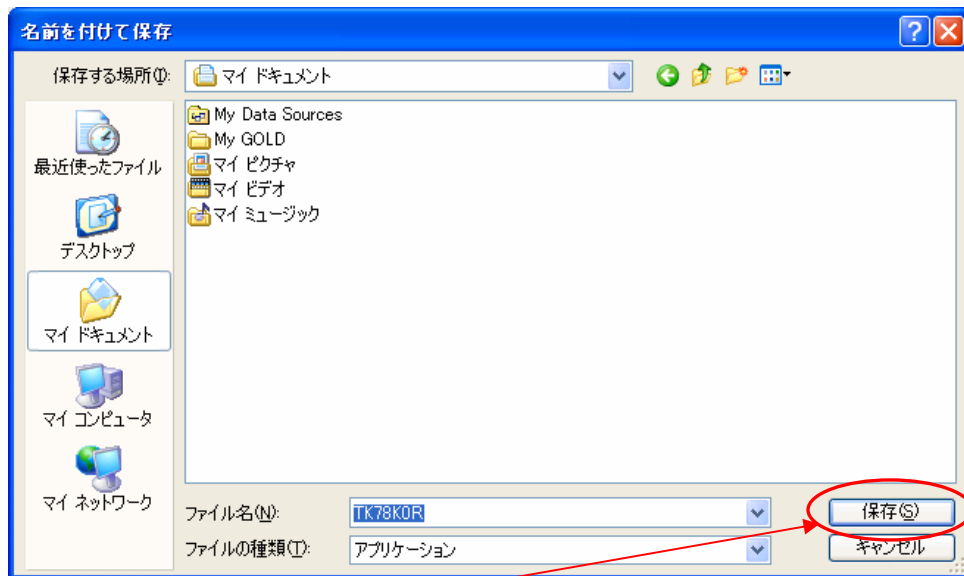 名前を付けて保存
保存する場所(I):
マイ ドキュメント
最近使ったファイル
デスクトップ
マイ ドキュメント
マイ コンピュータ
マイ ネットワーク
My Data Sources
My GOLD
マイ ピクチャ
マイ ビデオ
マイ ミュージック
ファイル名(N):
TK78K0R
保存(S)
ファイルの種類(T):
アプリケーション
キャンセル